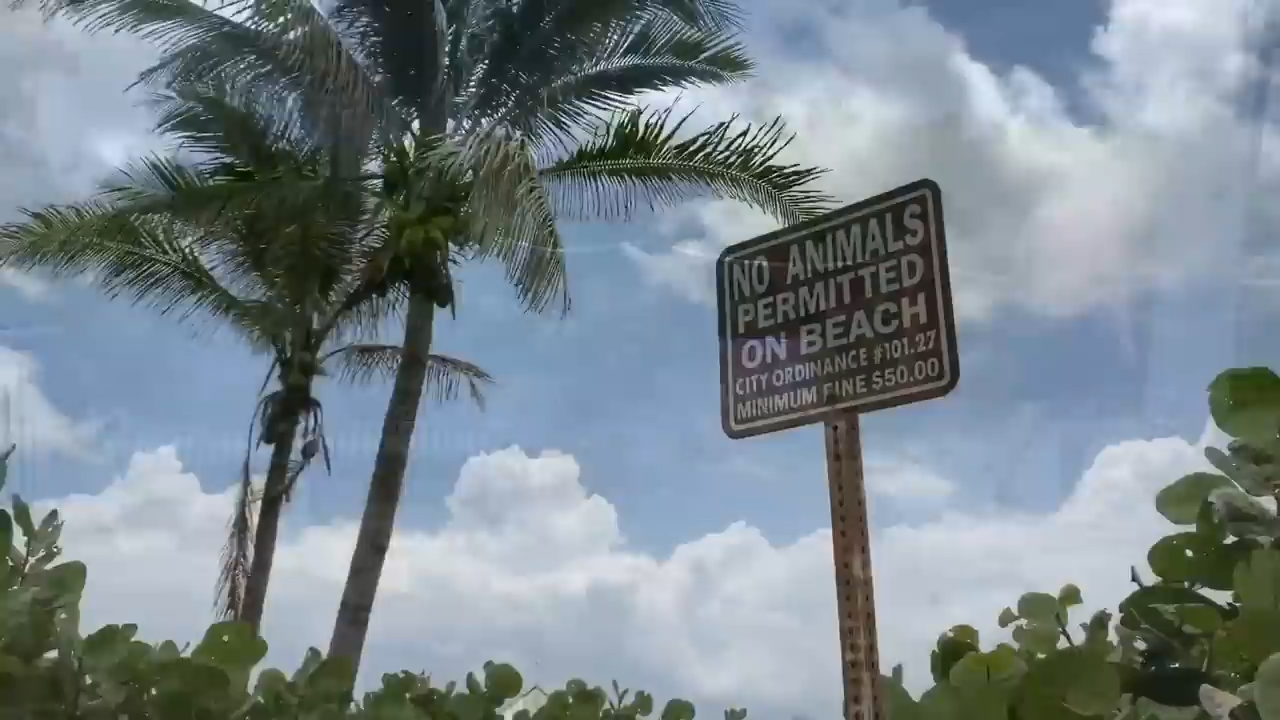 NO ANIMALS
PERMITTED
ON BEACH
CITY ORDINANCE #101.27
MINIMUM FINE $50.00